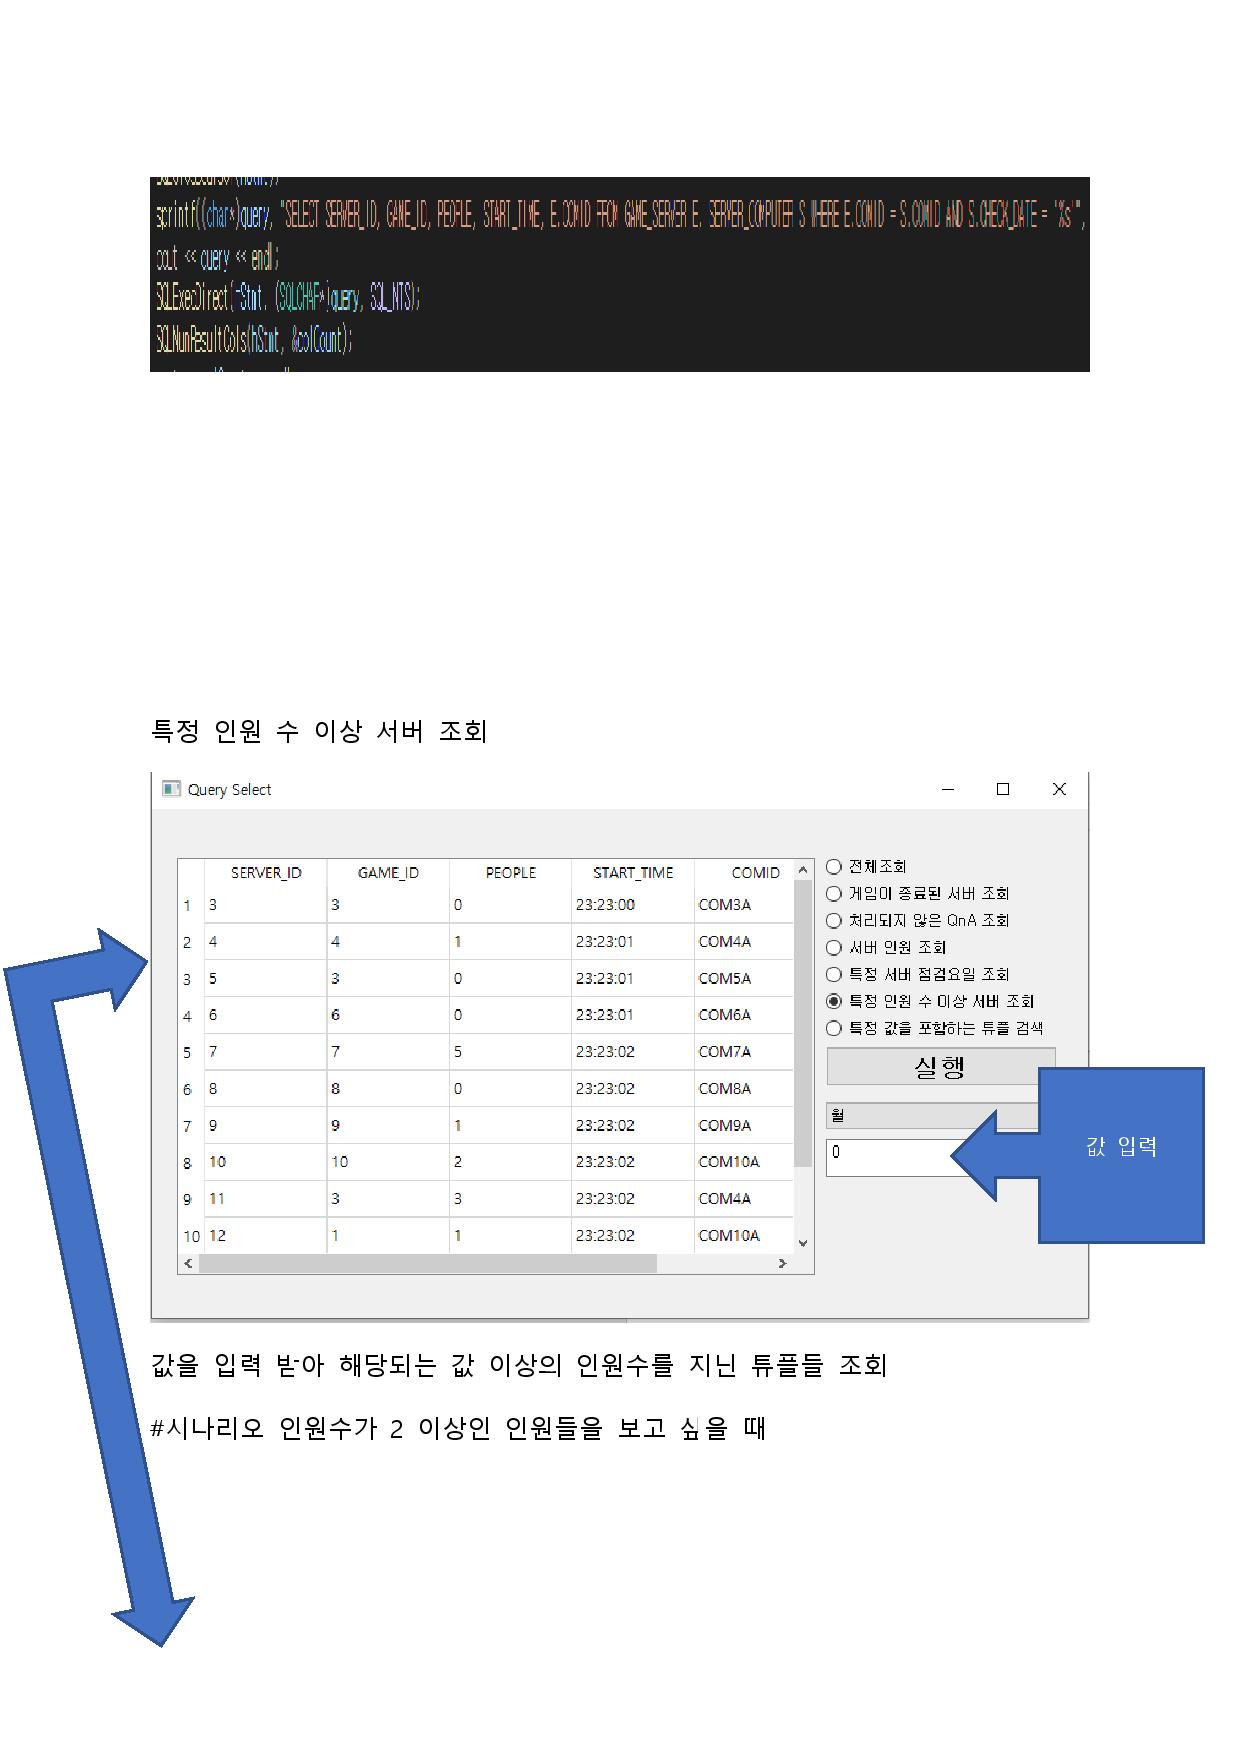 sprintf((char*)query, "SELECT SERVER_ID, GAME_ID, PEOPLE, START_TIME, E.COMID FROM GAME_SERVER E, SERVER_COMPUTER S WHERE E.COMID = S.COMID AND S.CHECK_DATE = '%s'",
cout << query << endl;
SQLExecDirect(hStmt, (SQLCHAR*)query, SQL_NTS);
SQLNumResultCols(hStmt, &colCount);
특정 인원 수 이상 서버 조회
Query Select
SERVER_ID GAME_ID PEOPLE START_TIME COMID
1 3 3 0 23:23:00 COM3A
2 4 4 1 23:23:01 COM4A
3 5 3 0 23:23:01 COM5A
4 6 6 0 23:23:01 COM6A
5 7 7 5 23:23:02 COM7A
6 8 8 0 23:23:02 COM8A
7 9 9 1 23:23:02 COM9A
8 10 10 2 23:23:02 COM10A
9 11 3 3 23:23:02 COM4A
10 12 1 1 23:23:02 COM10A
전체조회
게임이 종료된 서버 조회
처리되지 않은 QnA 조회
서버 인원 조회
특정 서버 점검요일 조회
특정 인원 수 이상 서버 조회
특정 값을 포함하는 튜플 검색
실행
월
0
값 입력
값을 입력 받아 해당되는 값 이상의 인원수를 지닌 튜플들 조회
#시나리오 인원수가 2 이상인 인원들을 보고 싶을 때